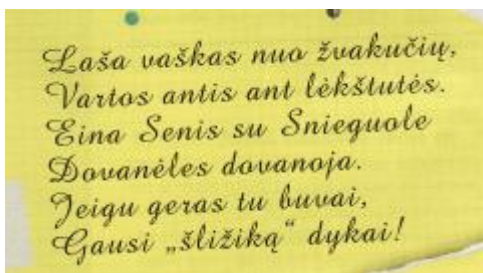 Laša vaškas nuo žvakučių,
Vartos antis ant lėkštutės.
Eina Senis su Snieguole
Dovanėles dovanoja.
Jeigu geras tu buvai,
Gausi „šližiką“ dykai!